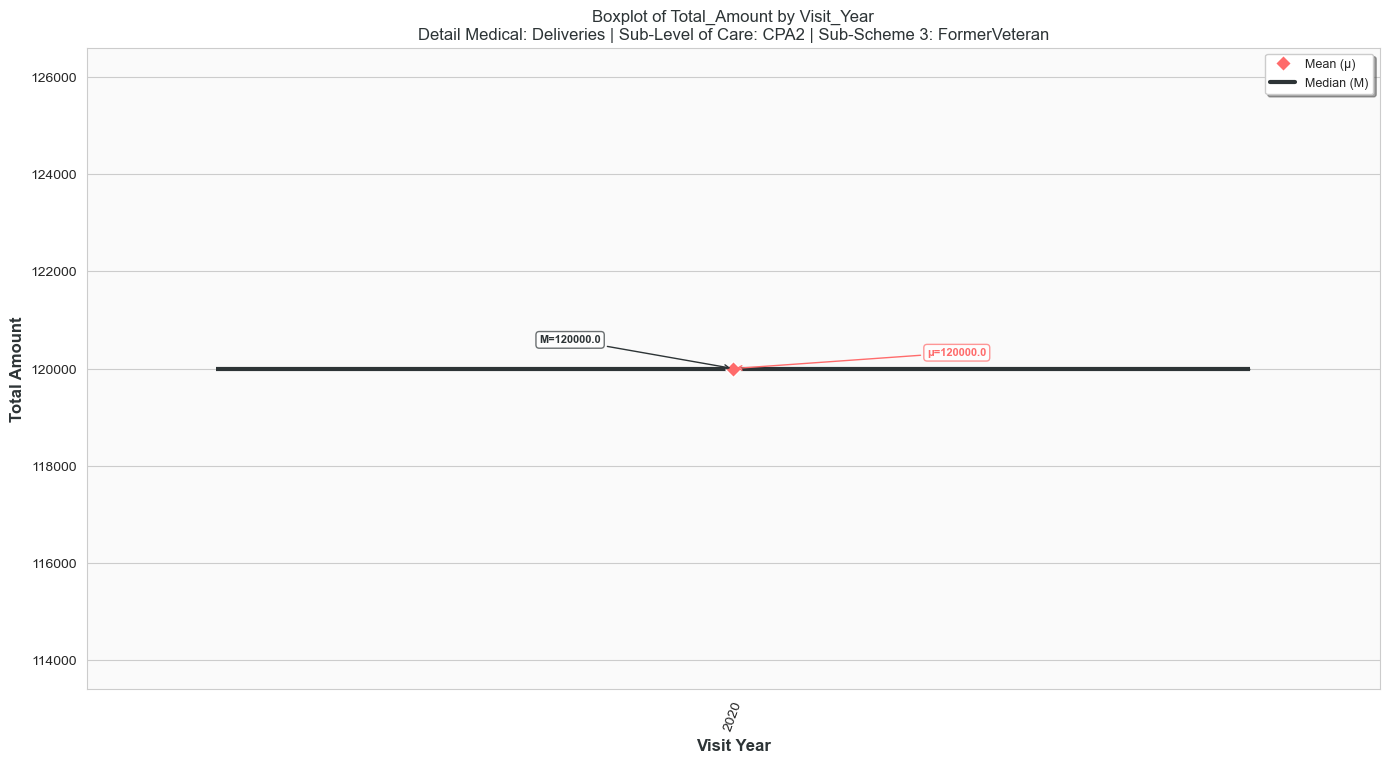 Boxplot of Total_Amount by Visit_Year
Detail Medical: Deliveries | Sub-Level of Care: CPA2 | Sub-Scheme 3: FormerVeteran
Mean (μ)
Median (M)
126000
124000
122000
120000
118000
116000
114000
Total Amount
M=120000.0
μ=120000.0
2020
Visit Year